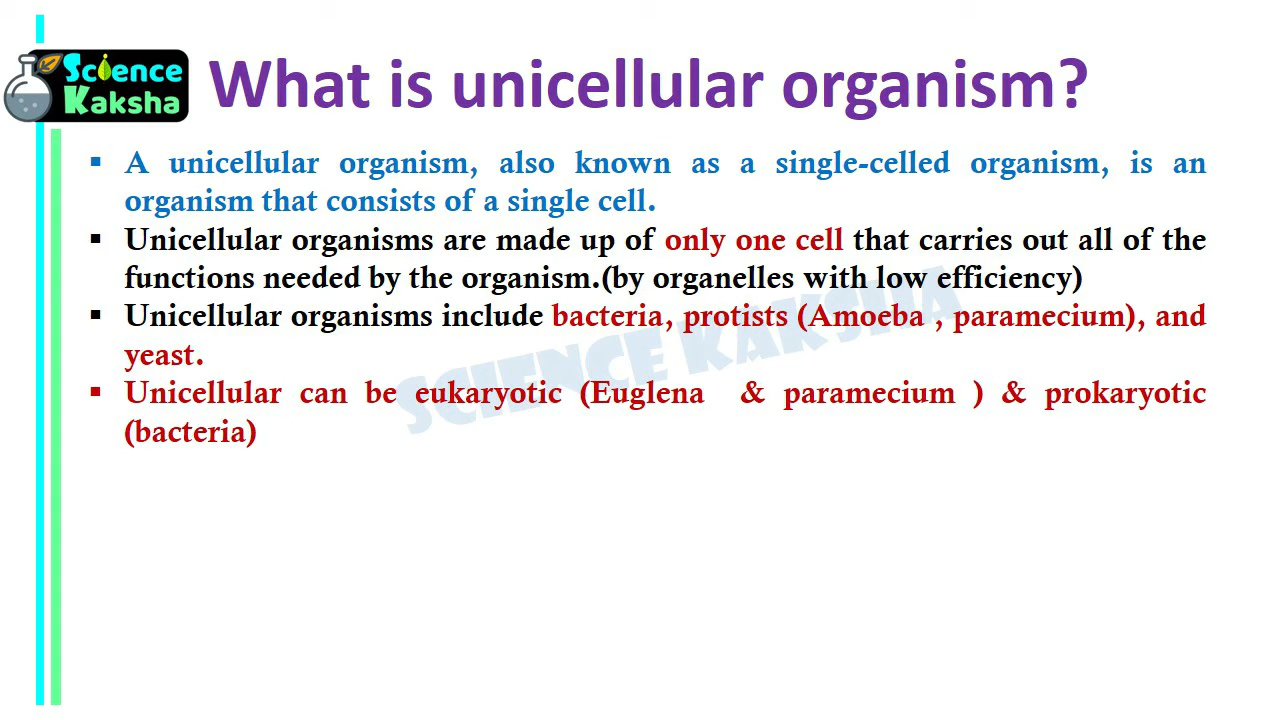 Science
Kaksha
What is unicellular organism?
▪ A unicellular organism, also known as a single-celled organism, is an
organism that consists of a single cell.
▪ Unicellular organisms are made up of only one cell that carries out all of the
functions needed by the organism.(by organelles with low efficiency)
▪ Unicellular organisms include bacteria, protists (Amoeba , paramecium), and
yeast.
▪ Unicellular can be eukaryotic (Euglena & paramecium ) & prokaryotic
(bacteria)
SCIENCE KAKSHA